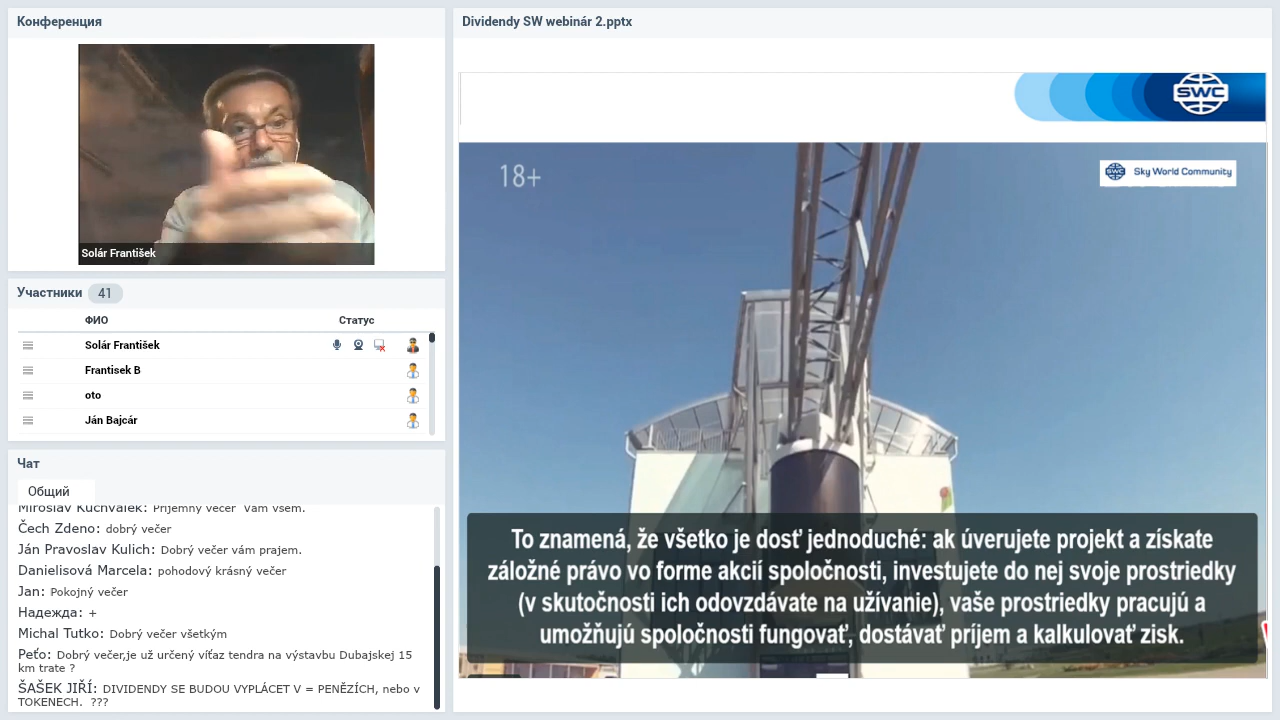 Конференция
Solár František
Участники 41
ФИО Статус
Solár František
Frantisek B
oto
Ján Bajcár
Чат
Общий
Miroslav Kuchválek: Príjemný večer vám všem.
Čech Zdeno: dobrý večer
Ján Pravoslav Kulich: Dobrý večer vám prajem.
Danielisová Marcela: pohodový krásný večer
Jan: Pokojný večer
Надежда: +
Michal Tutko: Dobrý večer všetkým
Peťo: Dobrý večer,je už určený víťaz tendra na výstavbu Dubajskej 15
km trate ?
ŠAŠEK JIŘÍ: DIVIDENDY SE BUDOU VYPLÁCET V = PENĚZÍCH, nebo v
TOKENECH. ???
Dividendy SW webinár 2.pptx
SWC
18+
SWC Sky World Community
To znamená, že všetko je dosť jednoduché: ak úverujete projekt a získate
záložné právo vo forme akcií spoločnosti, investujete do nej svoje prostriedky
(v skutočnosti ich odovzdávate na užívanie), vaše prostriedky pracujú a
umožňujú spoločnosti fungovať, dostávať príjem a kalkulovať zisk.